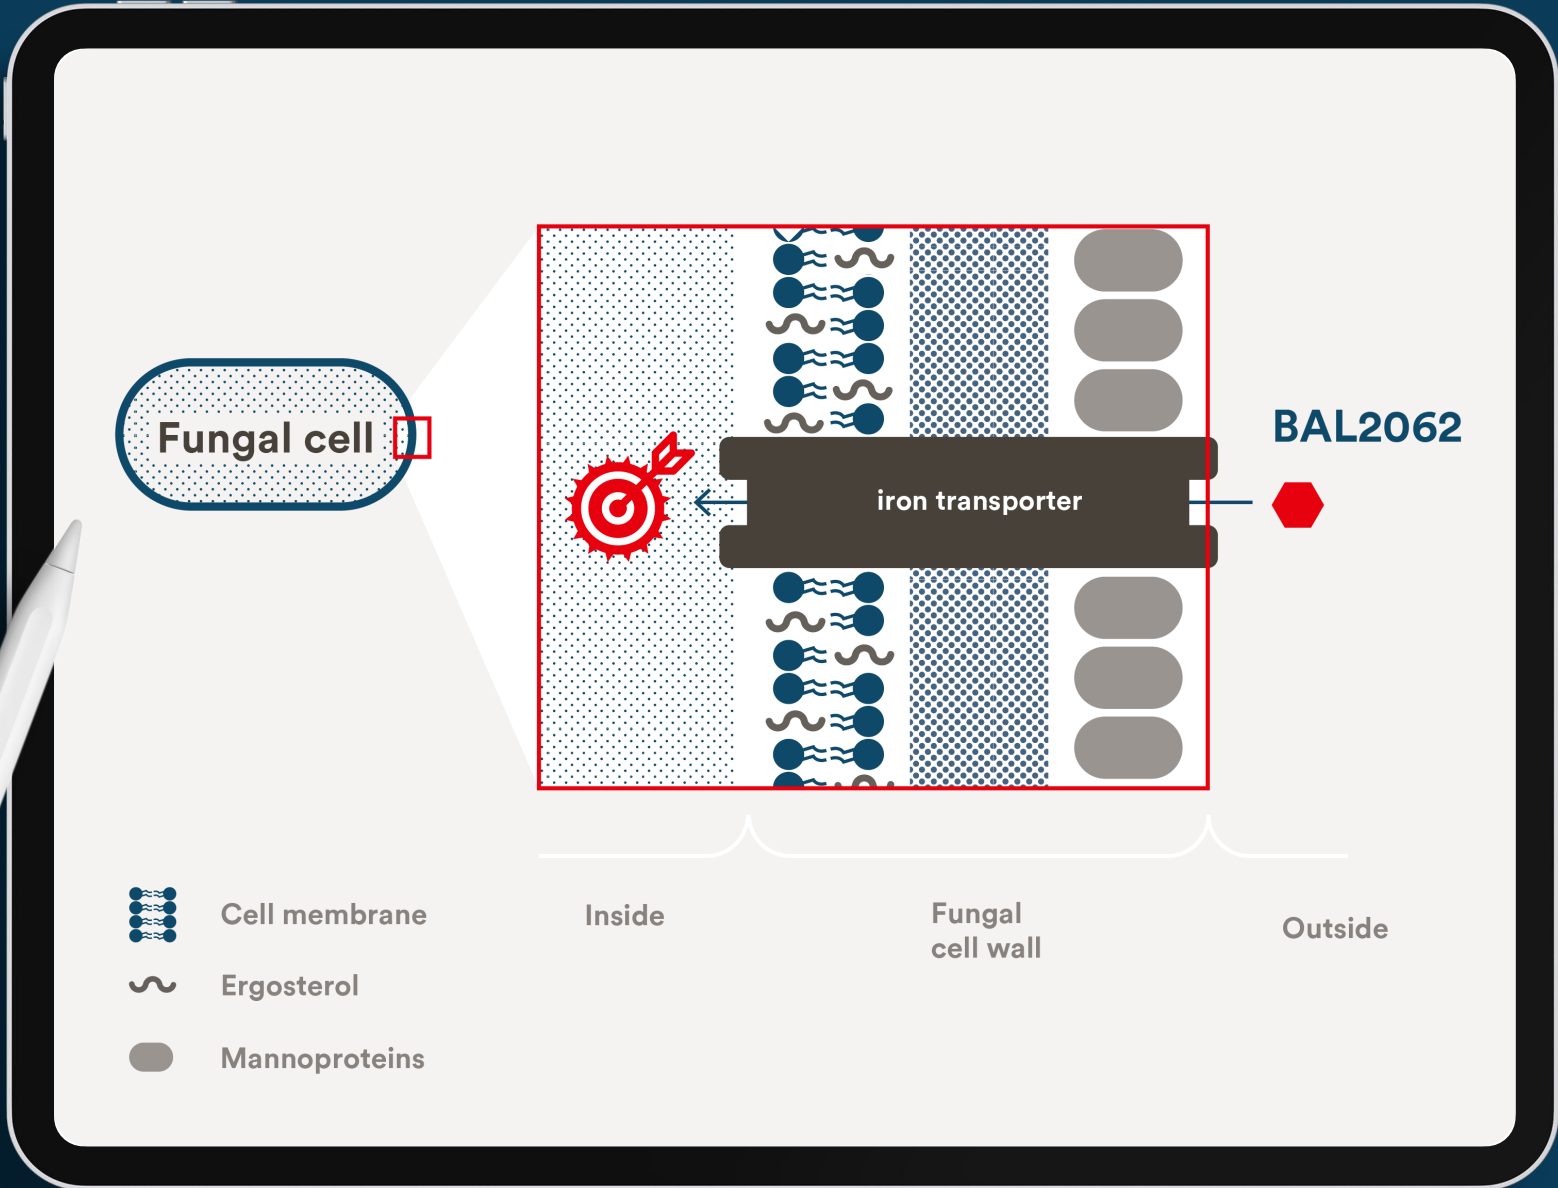 Fungal cell
BAL2062
iron transporter
Cell membrane
Ergosterol
Mannoproteins
Inside
Fungal
cell wall
Outside